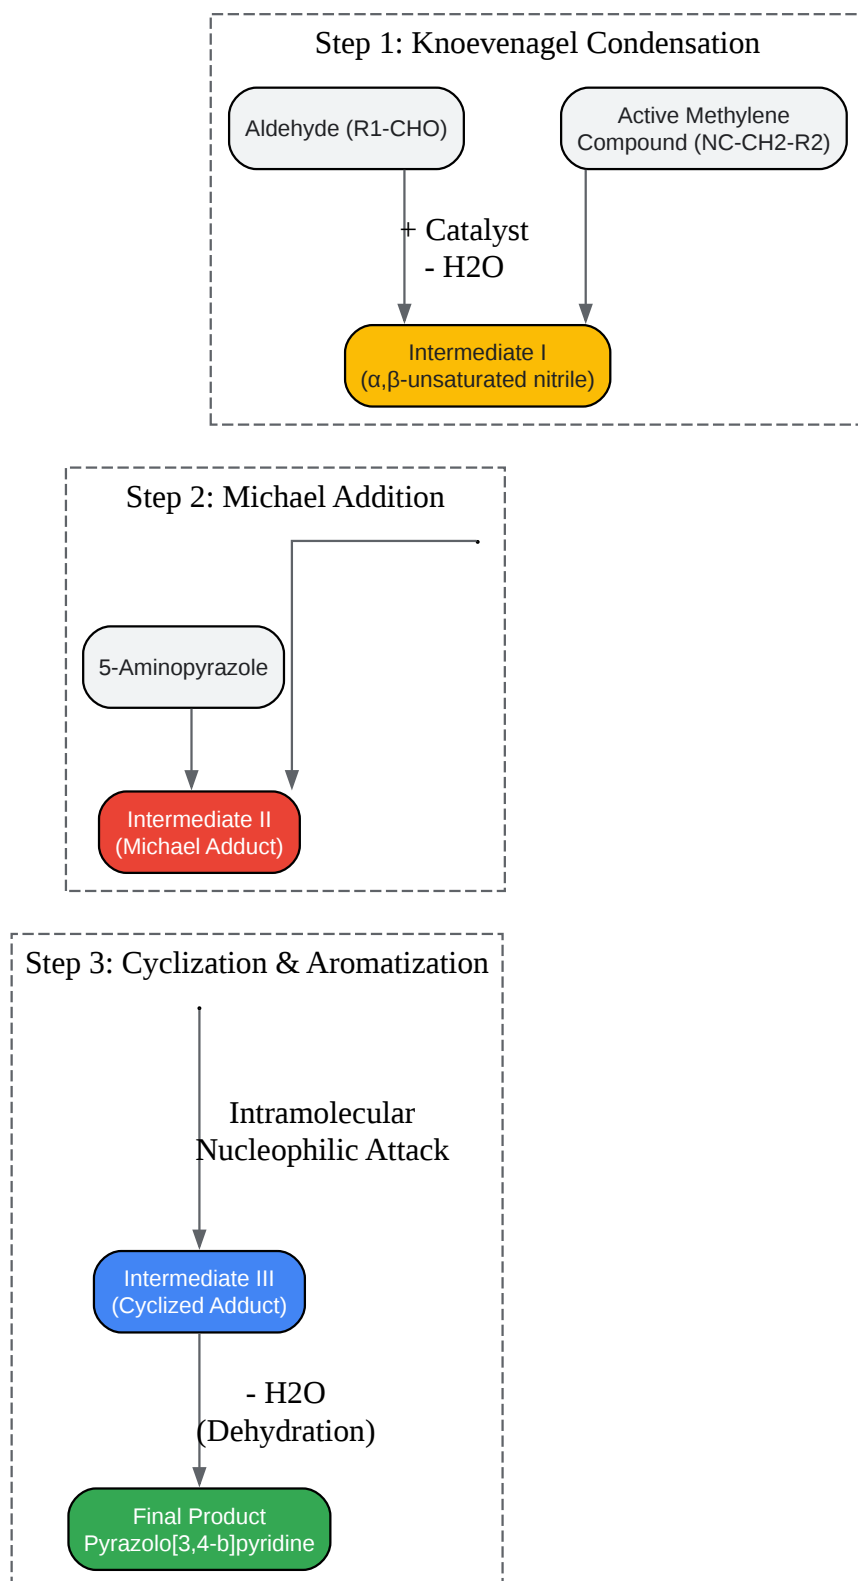 Step 1: Knoevenagel Condensation
Aldehyde (R1-CHO)
Active Methylene
Compound (NC-CH2-R2)
+ Catalyst
- H2O
Intermediate I
(α,β-unsaturated nitrile)
Step 2: Michael Addition
5-Aminopyrazole
Intermediate II
(Michael Adduct)
Step 3: Cyclization & Aromatization
Intramolecular
Nucleophilic Attack
Intermediate III
(Cyclized Adduct)
- H2O
(Dehydration)
Final Product
Pyrazolo[3,4-b]pyridine